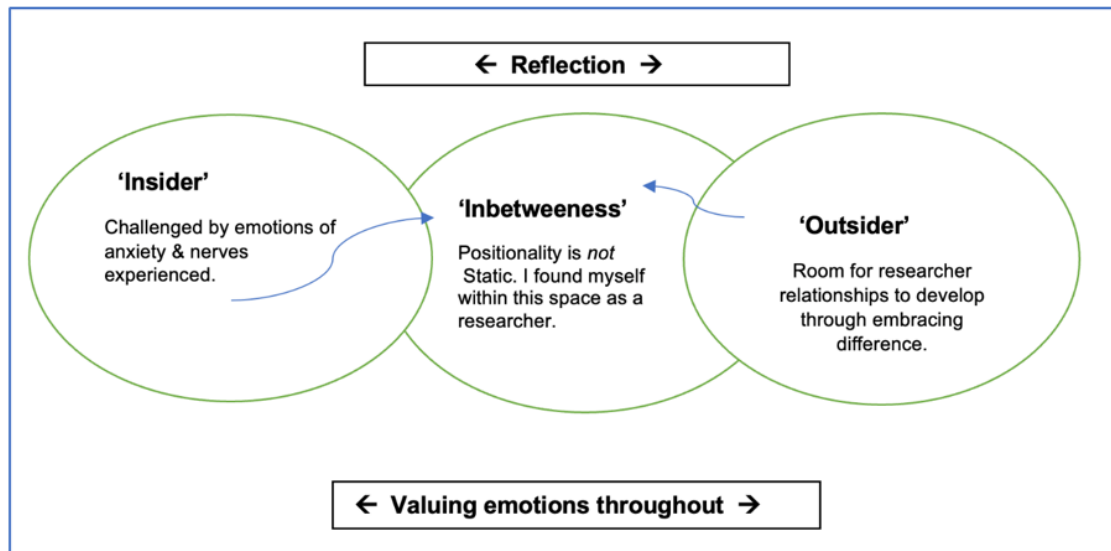 ← Reflection →
‘Insider’
Challenged by emotions of
anxiety & nerves
experienced.
‘Inbetweeness’
Positionality is not
Static. I found myself
within this space as a
researcher.
‘Outsider’
Room for researcher
relationships to develop
through embracing
difference.
← Valuing emotions throughout →